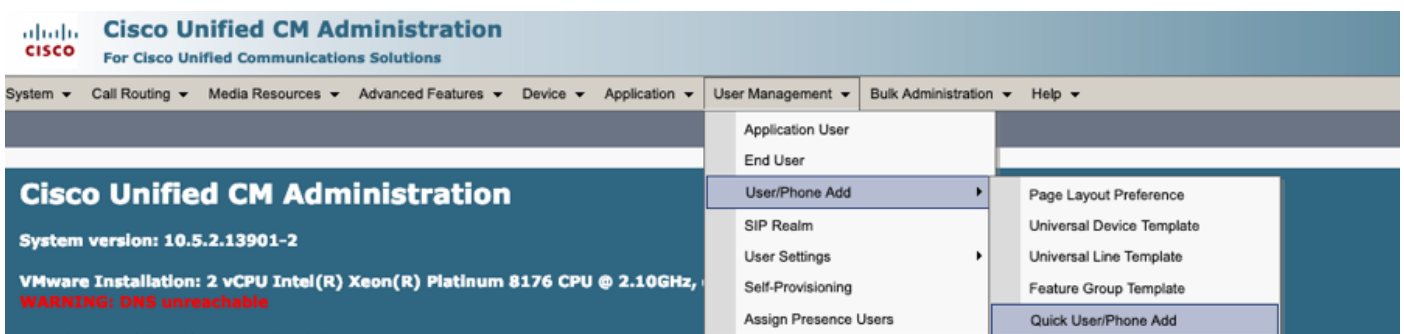 Cisco Unified CM Administration
CISCO
For Cisco Unified Communications Solutions
System Call Routing Media Resources Advanced Features Device Application User Management Bulk Administration Help
Application User
End User
User/Phone Add
SIP Realm
User Settings
Self-Provisioning
Assign Presence Users
Page Layout Preference
Universal Device Template
Universal Line Template
Feature Group Template
Quick User/Phone Add
Cisco Unified CM Administration
System version: 10.5.2.13901-2
VMware Installation: 2 vCPU Intel(R) Xeon(R) Platinum 8176 CPU @ 2.10GHz,
WARNING: DNS unreachable